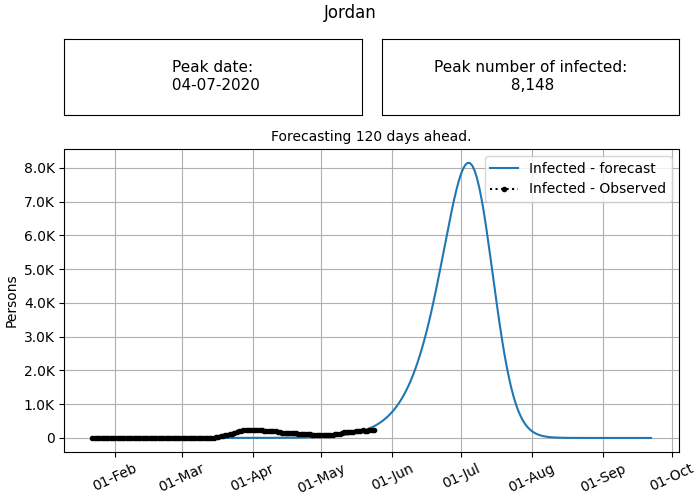 Jordan
Peak date:
04-07-2020
Peak number of infected:
8,148
Forecasting 120 days ahead.
Infected - forecast
Infected - Observed
Persons
8.0K
7.0K
6.0K
5.0K
4.0K
3.0K
2.0K
1.0K
0
01-Feb
01-Mar
01-Apr
01-May
01-Jun
01-Jul
01-Aug
01-Sep
01-Oct